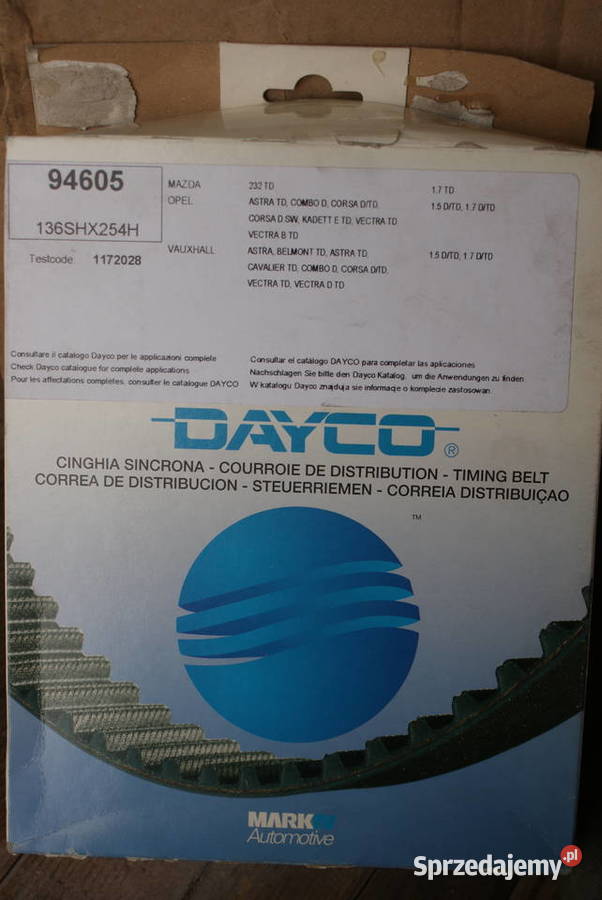 94605
136SHX254H
Testcode 1172028
MAZDA 232 TD 1.7 TD
OPEL ASTRA TD, COMBO D, CORSA D/TD, 1.5 D/TD, 1.7 D/TD
CORSA D SW, KADETT E TD, VECTRA TD
VECTRA B TD
VAUXHALL ASTRA, BELMONT TD, ASTRA TD, 1.5 D/TD, 1.7 D/TD
CAVALIER TD, COMBO D, CORSA D/TD,
VECTRA TD, VECTRA D TD
Consultare il catalogo Dayco per le applicazioni complete
Check Dayco catalogue for complete applications
Pour les affectations completes, consulter le catalogue DAYCO
Consultar el catálogo DAYCO para completar las aplicaciones
Nachschlagen Sie bitte den Dayco Katalog, um die Anwendungen zu finden
W katalogu Dayco znajduja sie informacje o komplecie zastosowan.
DAYCO®
CINGHIA SINCRONA - COURROIE DE DISTRIBUTION - TIMING BELT
CORREA DE DISTRIBUCION - STEUERRIEMEN - CORREIA DISTRIBUIÇAO
TM
MARK IV
Automotive
Sprzedajemy.pl